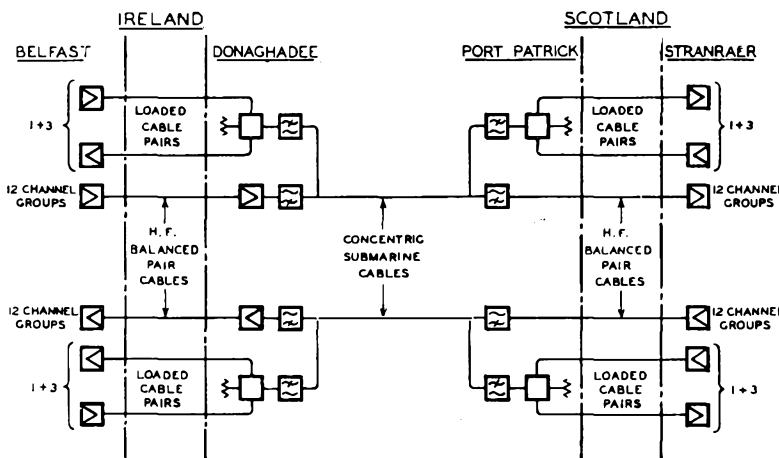 IRELAND
SCOTLAND
BELFAST
DONAGHADEE
PORT PATRICK
STRANRAER
1+3
LOADED
CABLE
PAIRS
LOADED
CABLE
PAIRS
1+3
12 CHANNEL
GROUPS
H.F.
BALANCED
PAIR
CABLES
CONCENTRIC
SUBMARINE
CABLES
H.F.
BALANCED
PAIR
CABLES
12 CHANNEL
GROUPS
12 CHANNEL
GROUPS
12 CHANNEL
GROUPS
1+3
LOADED
CABLE
PAIRS
LOADED
CABLE
PAIRS
1+3